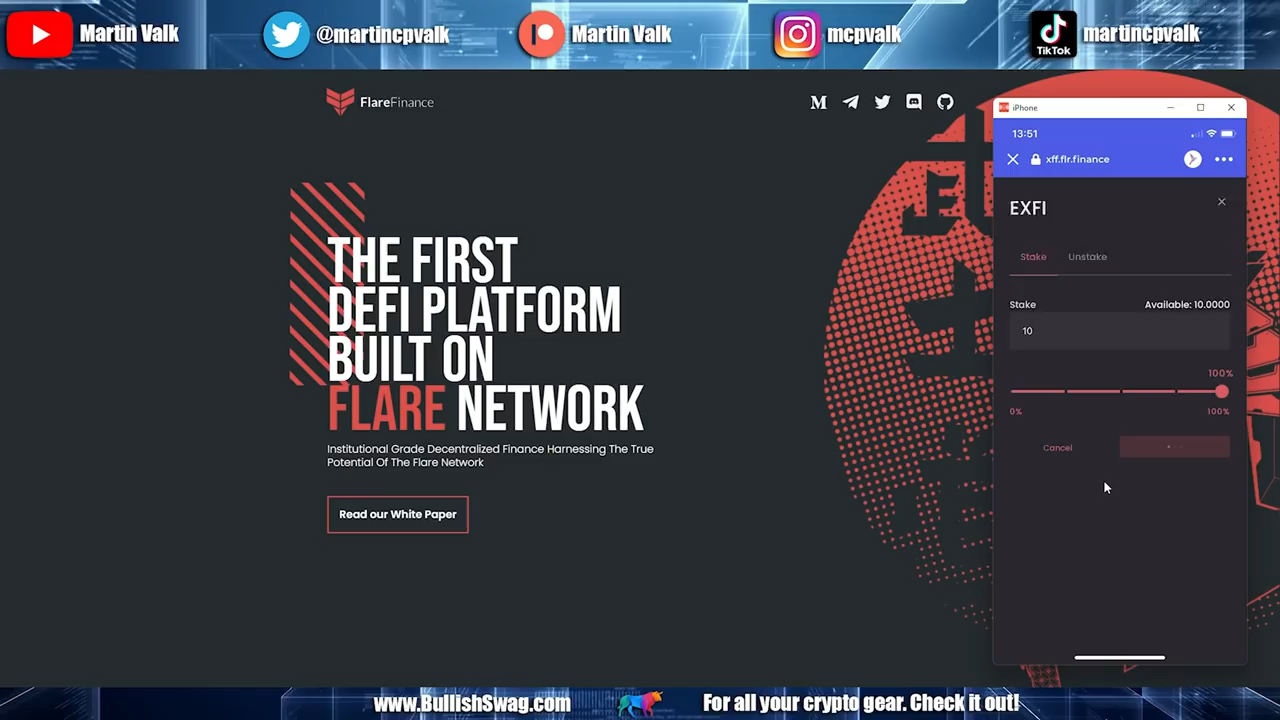 Martin Valk
@martincpvalk
Martin Valk
mcpvalk
TikTok
martincpvalk
FlareFinance
THE FIRST
DEFI PLATFORM
BUILT ON
FLARE NETWORK
Institutional Grade Decentralized Finance Harnessing The True
Potential Of The Flare Network
Read our White Paper
iPhone
13:51
xff.flr.finance
EXFI
Stake Unstake
Stake Available: 10.0000
10
100%
0% 100%
Cancel
www.BullishSwag.com
For all your crypto gear. Check it out!